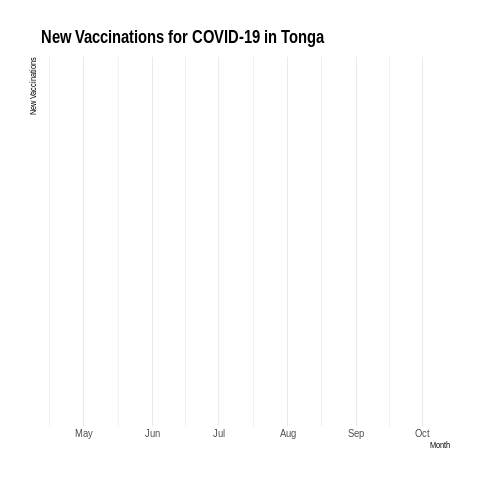 New Vaccinations for COVID-19 in Tonga
New Vaccinations
May Jun Jul Aug Sep Oct
Month